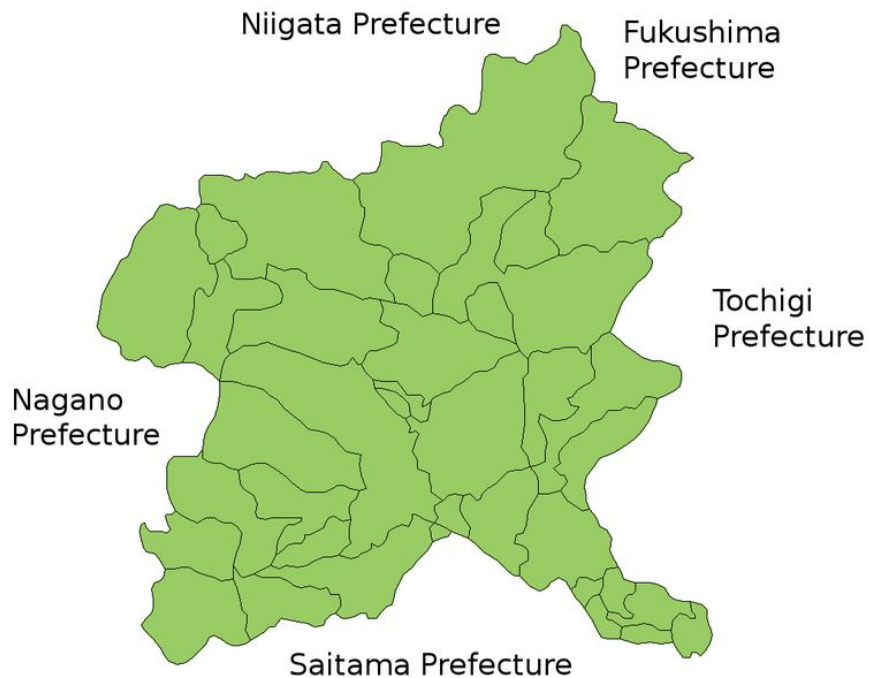 Niigata Prefecture
Fukushima
Prefecture
Tochigi
Prefecture
Nagano
Prefecture
Saitama Prefecture